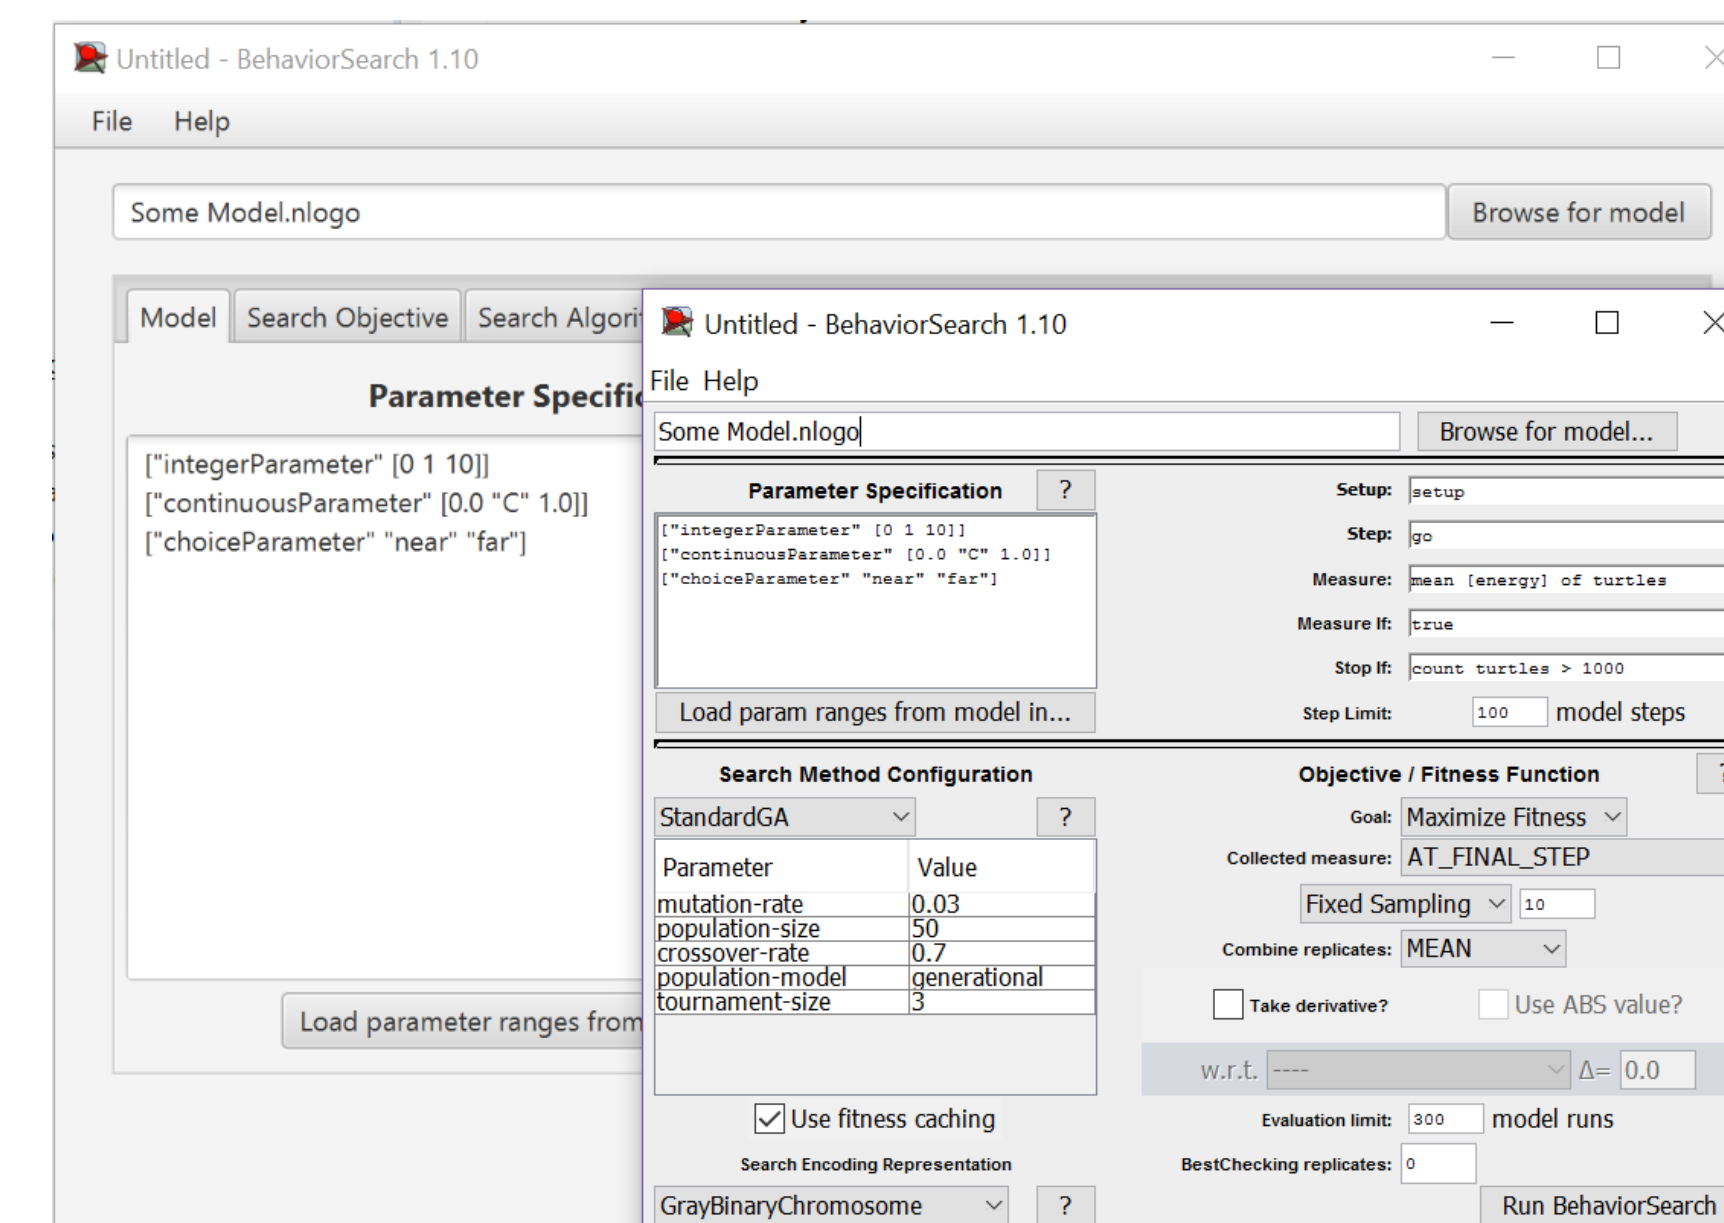 Untitled - BehaviorSearch 1.10
File Help
Some Model.nlogo Browse for model
Model Search Objective Search
Parameter
["integerParameter" [0 1 10]]
["continuousParameter" [0.0 "C" 1.0]]
["choiceParameter" "near" "far"]
Load parameter ranges from
Untitled - BehaviorSearch 1.10
File Help
Some Model.nlogo Browse for model...
Parameter Specification ?
["integerParameter" [0 1 10]]
["continuousParameter" [0.0 "C" 1.0]]
["choiceParameter" "near" "far"]
Load param ranges from model in...
Setup: setup
Step: go
Measure: mean [energy] of turtles
Measure If: true
Stop If: count turtles > 1000
Step Limit: 100 model steps
Search Method Configuration
StandardGA ?
Parameter Value
mutation-rate 0.03
population-size 50
crossover-rate 0.7
population-model generational
tournament-size 3
Use fitness caching
Search Encoding Representation
GrayBinaryChromosome ?
Objective / Fitness Function
Goal: Maximize Fitness
Collected measure: AT_FINAL_STEP
Fixed Sampling 10
Combine replicates: MEAN
Take derivative? Use ABS value?
w.r.t. ---- Δ= 0.0
Evaluation limit: 300 model runs
BestChecking replicates: 0
Run BehaviorSearch